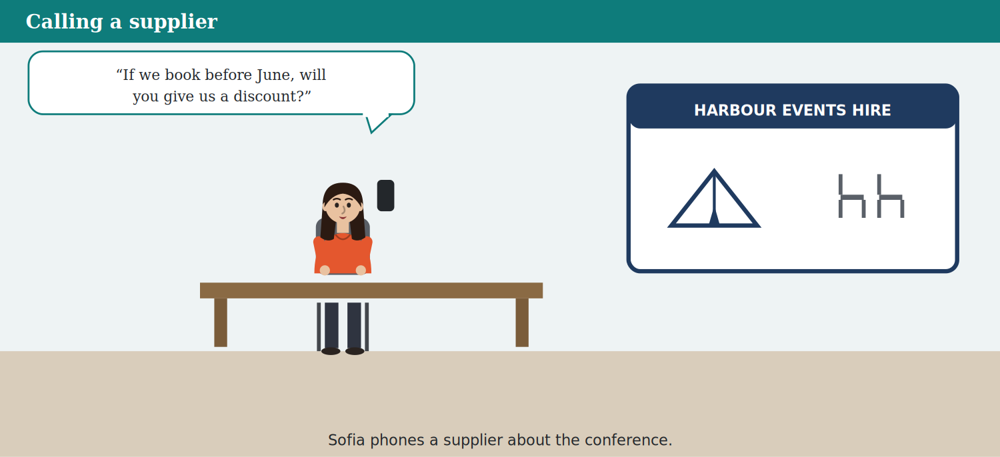 Calling a supplier
“If we book before June, will
you give us a discount?”
HARBOUR EVENTS HIRE
Sofia phones a supplier about the conference.